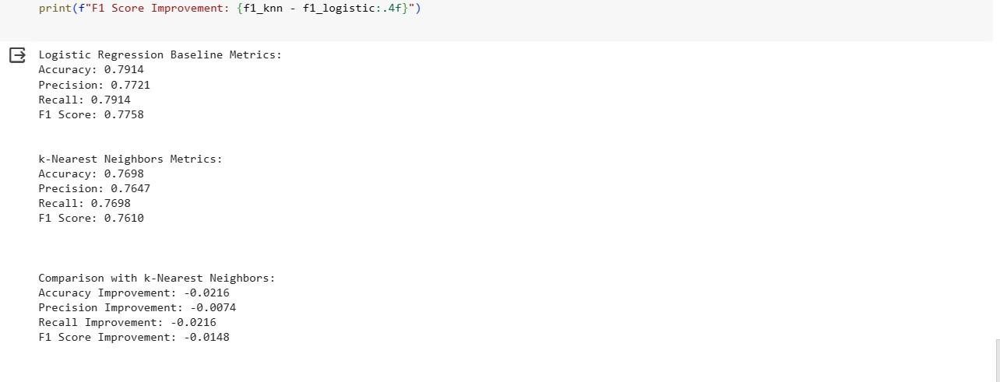 print(f"F1 Score Improvement: {f1_knn - f1_logistic:.4f}")
Logistic Regression Baseline Metrics:
Accuracy: 0.7914
Precision: 0.7721
Recall: 0.7914
F1 Score: 0.7758
k-Nearest Neighbors Metrics:
Accuracy: 0.7698
Precision: 0.7647
Recall: 0.7698
F1 Score: 0.7610
Comparison with k-Nearest Neighbors:
Accuracy Improvement: -0.0216
Precision Improvement: -0.0074
Recall Improvement: -0.0216
F1 Score Improvement: -0.0148